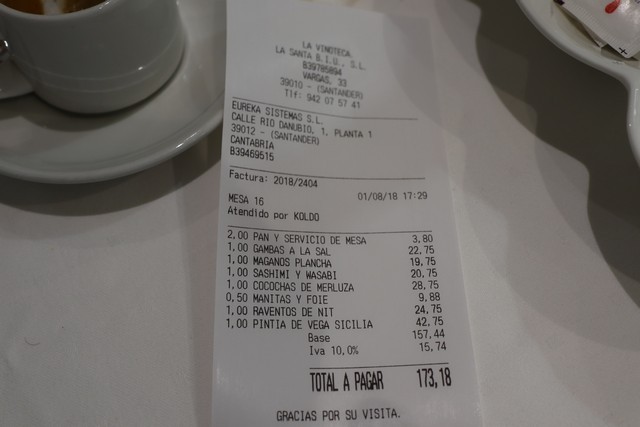 LA VINOTECA.
LA SANTA B.I.U., S.L.
B39785894
VARGAS, 33
39010 - (SANTANDER)
Tlf: 942 07 57 41
EUREKA SISTEMAS S.L.
CALLE RIO DANUBIO, 1, PLANTA 1
39012 - (SANTANDER)
CANTABRIA
B39469515
Factura: 2018/2404
MESA 16 01/08/18 17:29
Atendido por KOLDO
2,00 PAN Y SERVICIO DE MESA 3,80
1,00 GAMBAS A LA SAL 22,75
1,00 MAGANOS PLANCHA 19,75
1,00 SASHIMI Y WASABI 20,75
1,00 COCOCHAS DE MERLUZA 28,75
0,50 MANITAS Y FOIE 9,88
1,00 RAVENTOS DE NIT 24,75
1,00 PINTIA DE VEGA SICILIA 42,75
Base 157,44
Iva 10,0% 15,74
TOTAL A PAGAR 173,18
GRACIAS POR SU VISITA.